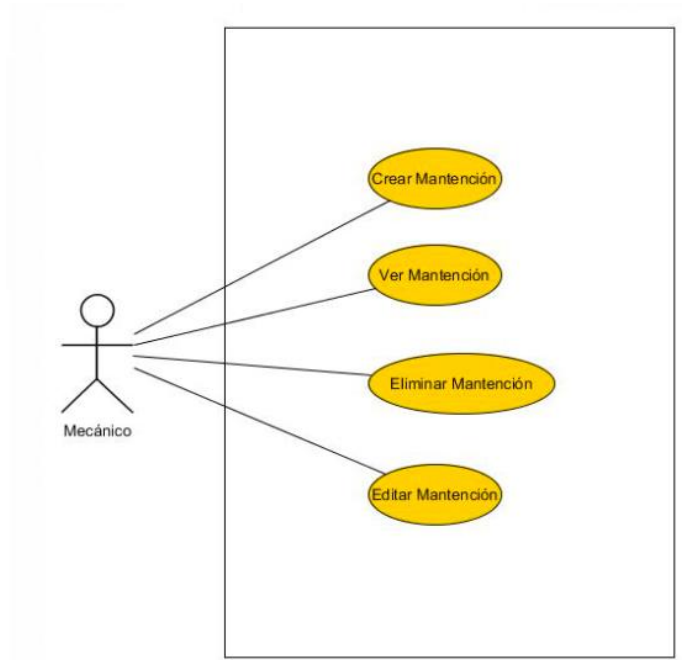 Crear Mantención
Ver Mantención
Eliminar Mantención
Mecánico
Editar Mantención